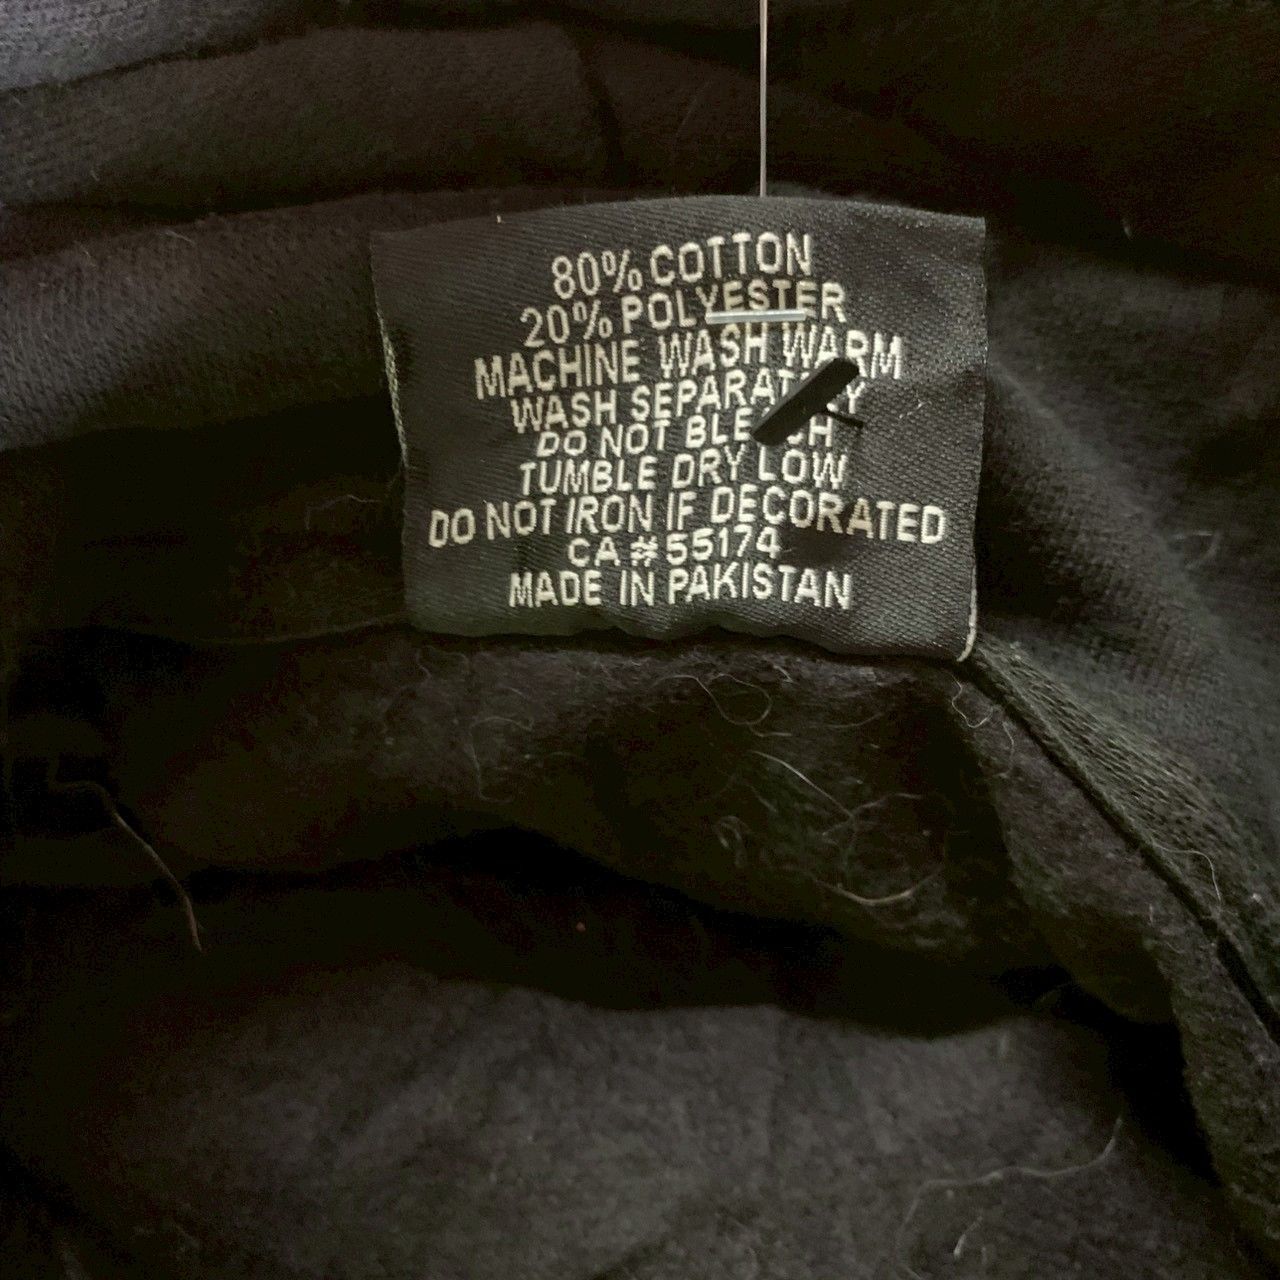 80% COTTON
20% POLYESTER
MACHINE WASH WARM
WASH SEPARATELY
DO NOT BLEACH
TUMBLE DRY LOW
DO NOT IRON IF DECORATED
CA # 55174
MADE IN PAKISTAN